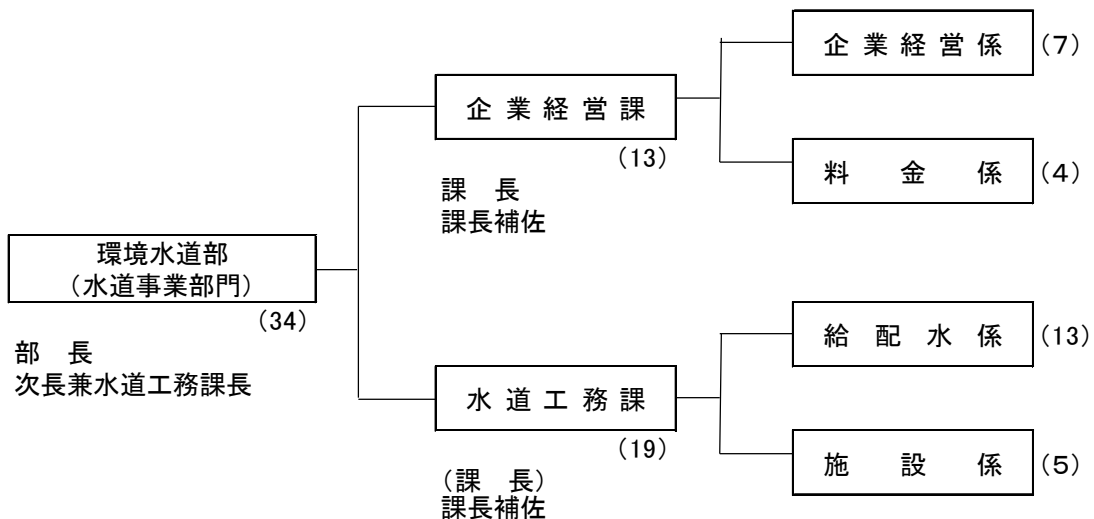 環境水道部
（水道事業部門）
（34）
部　長
次長兼水道工務課長
企業経営課
（13）
課　長
課長補佐
企業経営係
（7）
料金係
（4）
水道工務課
（19）
（課　長）
課長補佐
給配水係
（13）
施設係
（5）